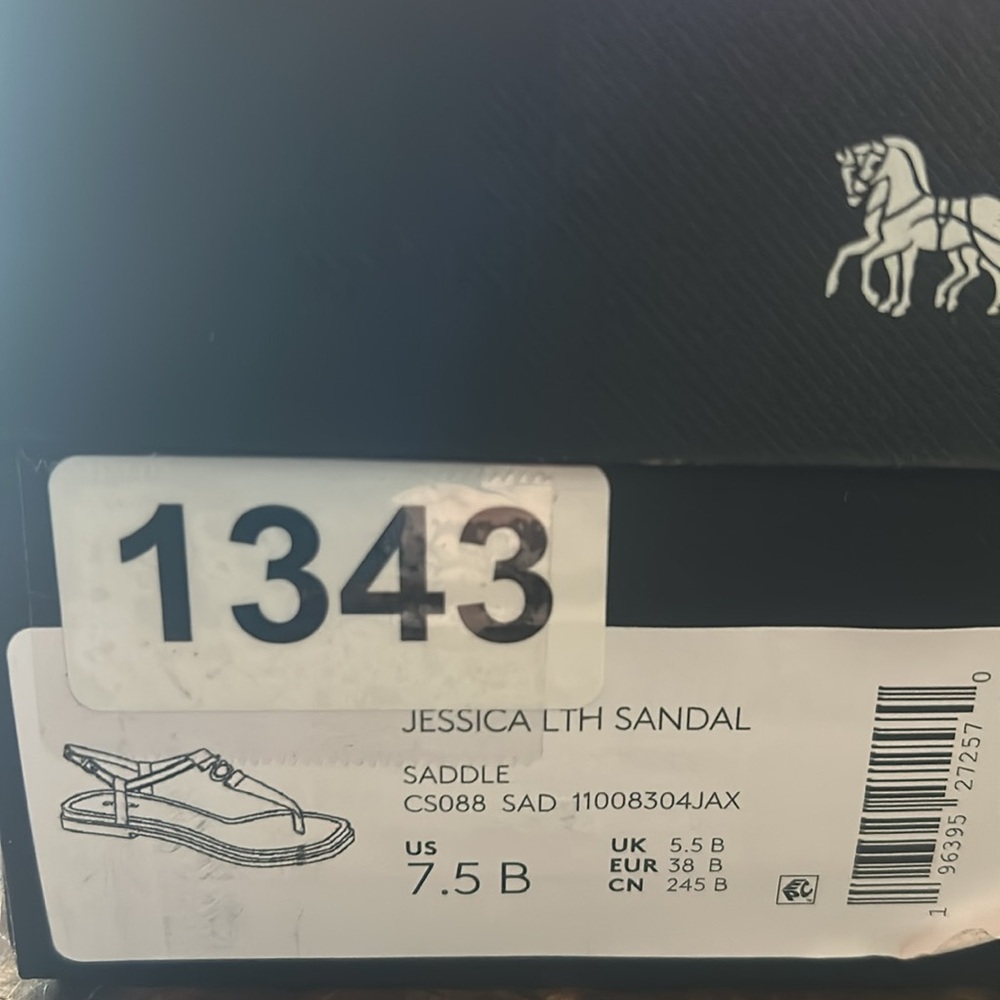 1343
JESSICA LTH SANDAL
SADDLE
CS088 SAD 11008304JAX
US
7.5 B
UK 5.5 B
EUR 38 B
CN 245 B
1 96395 27257 0